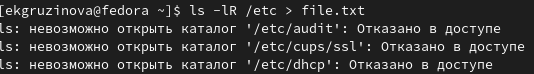 [ekgruzinova@fedora ~]$ ls -lR /etc > file.txt
ls: невозможно открыть каталог '/etc/audit': Отказано в доступе
ls: невозможно открыть каталог '/etc/cups/ssl': Отказано в доступе
ls: невозможно открыть каталог '/etc/dhcp': Отказано в доступе